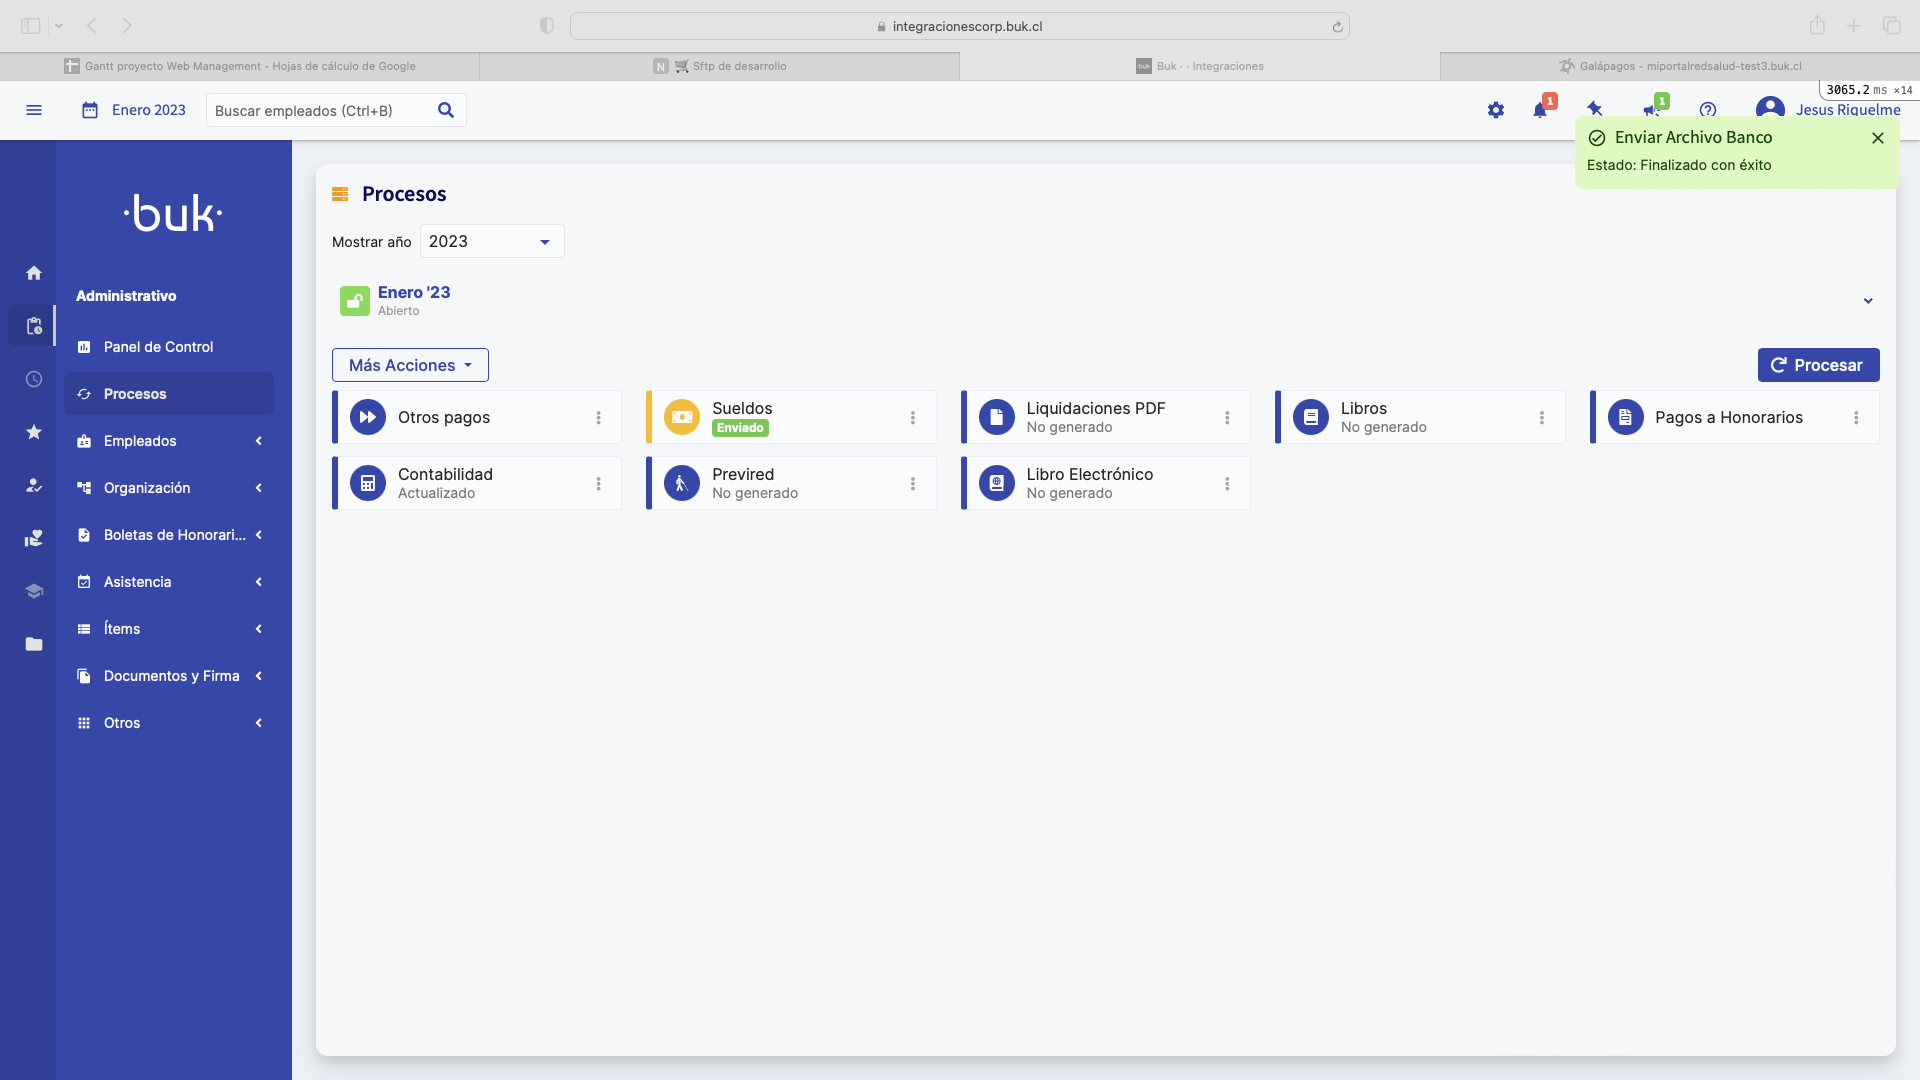 integracionescorp.buk.cl
Gantt proyecto Web Management - Hojas de cálculo de Google
N Sftp de desarrollo
buk Buk · · Integraciones
Galápagos - miportalredsalud-test3.buk.cl
3065.2 ms ×14
Enero 2023
Buscar empleados (Ctrl+B)
1
1
Jesus Riquelme
Enviar Archivo Banco
Estado: Finalizado con éxito
·buk·
Administrativo
Panel de Control
Procesos
Empleados
Organización
Boletas de Honorari...
Asistencia
Ítems
Documentos y Firma
Otros
Procesos
Mostrar año 2023
Enero '23
Abierto
Más Acciones
Procesar
Otros pagos
Sueldos
Enviado
Liquidaciones PDF
No generado
Libros
No generado
Pagos a Honorarios
Contabilidad
Actualizado
Previred
No generado
Libro Electrónico
No generado